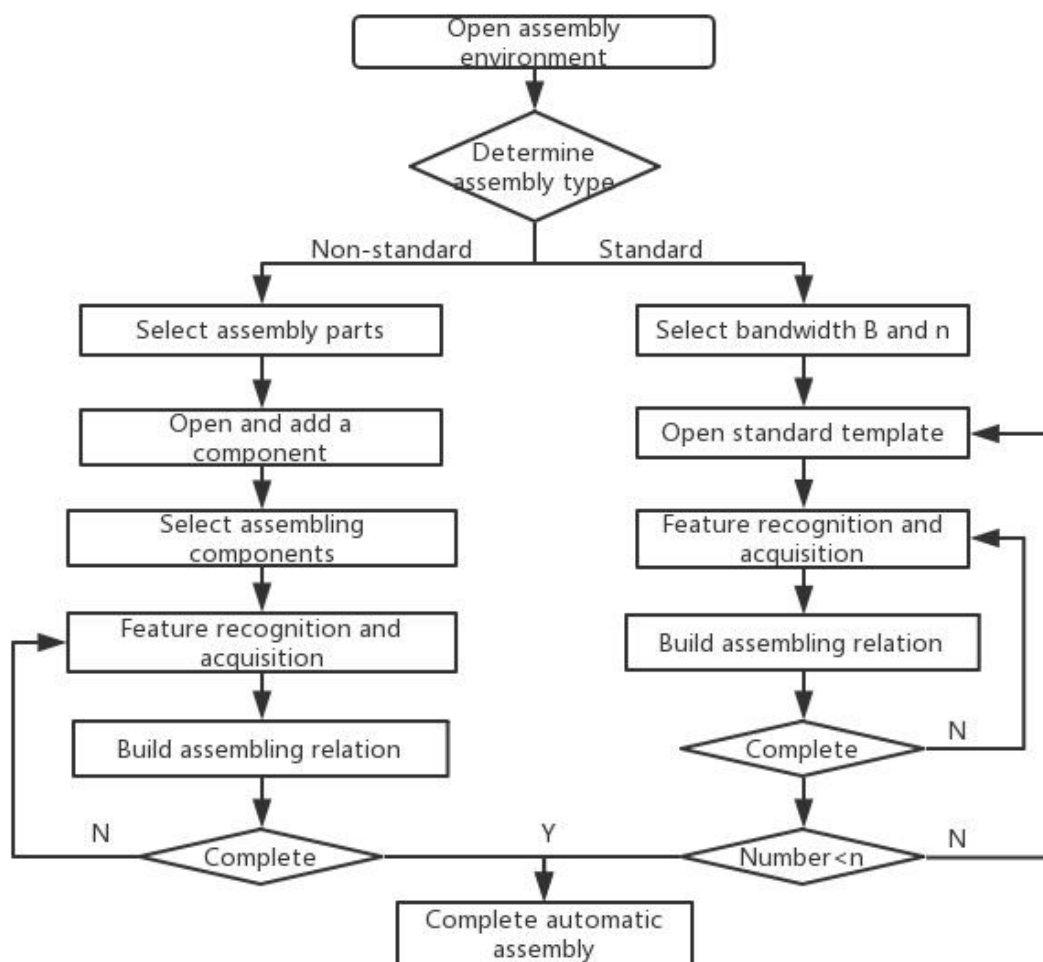 Open assembly
environment
Determine
assembly type
Non-standard
Standard
Select assembly parts
Select bandwidth B and n
Open and add a
component
Open standard template
Select assembling
components
Feature recognition and
acquisition
Feature recognition and
acquisition
Build assembling relation
Build assembling relation
Complete
N
N
Complete
Y
Number<n
N
Complete automatic
assembly